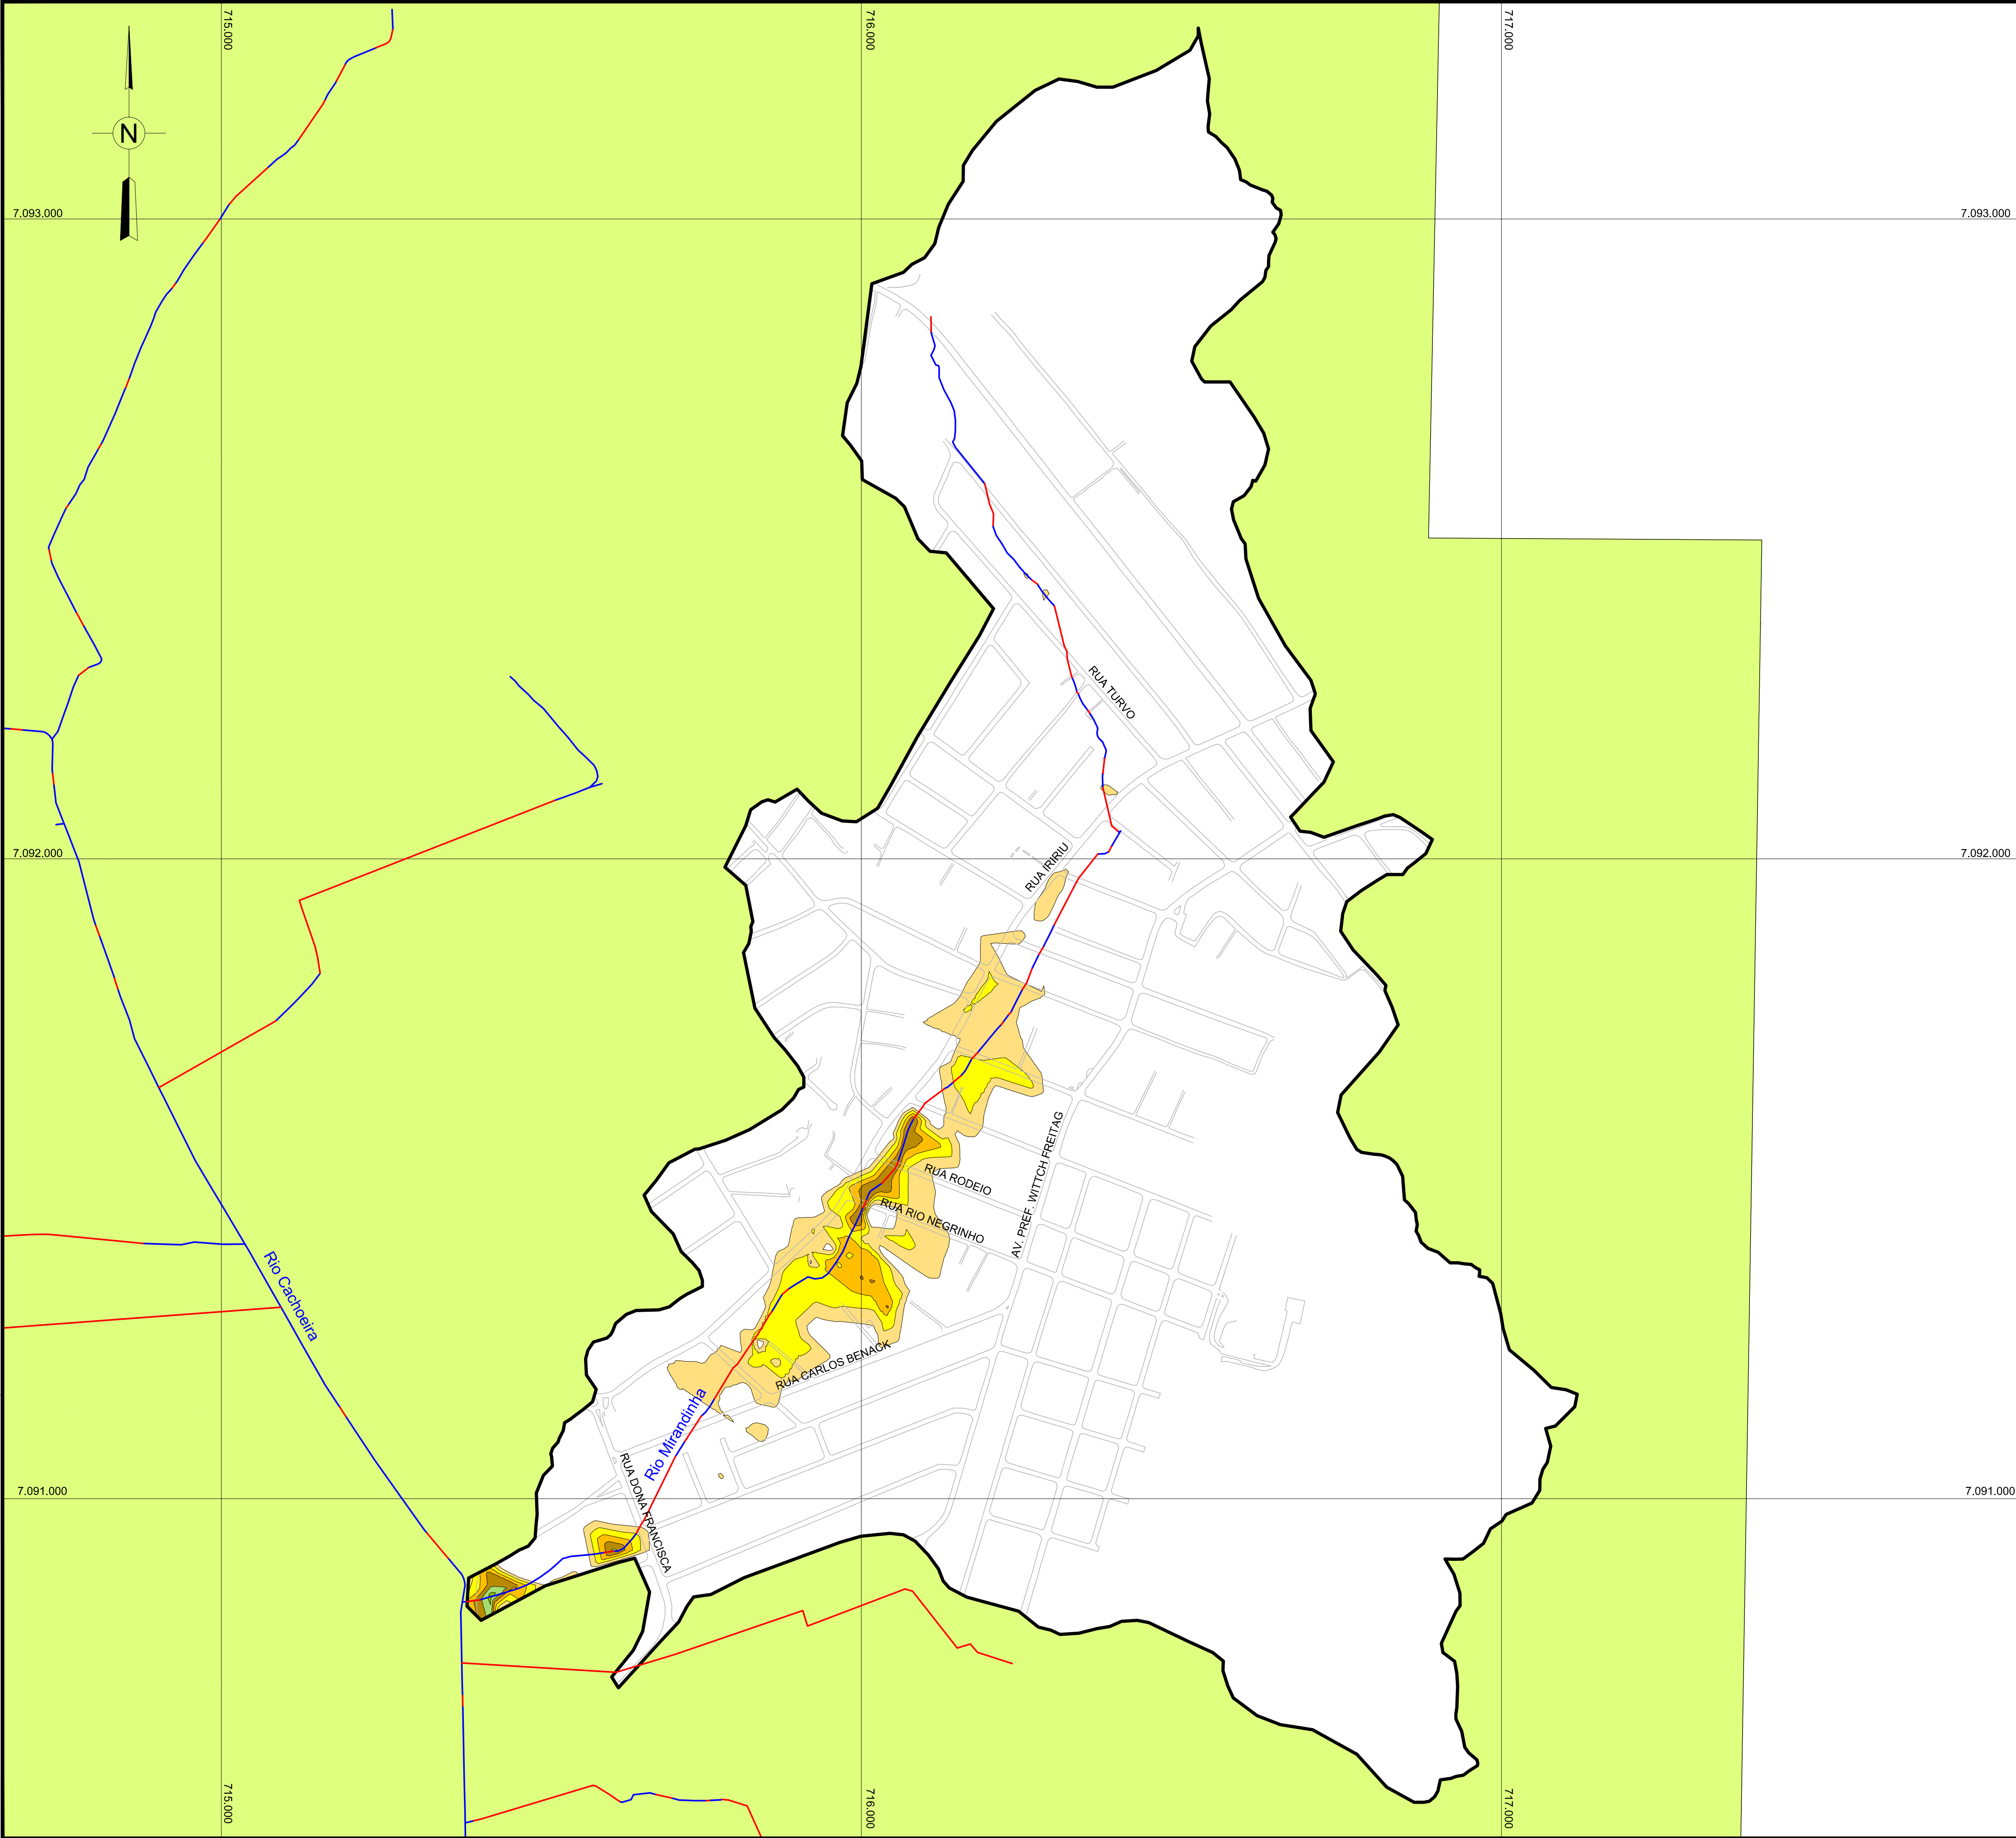 715.000
716.000
717.000
N
7.093.000
7.093.000
RUA TURVO
7.092.000
7.092.000
RUA IRIRIU
AV. PREF. WITTCH FREITAG
RUA RODEIO
RUA RIO NEGRINHO
Rio Cachoeira
RUA CARLOS BENACK
Rio Mirandinha
RUA DONA FRANCISCA
7.091.000
7.091.000
715.000
716.000
717.000